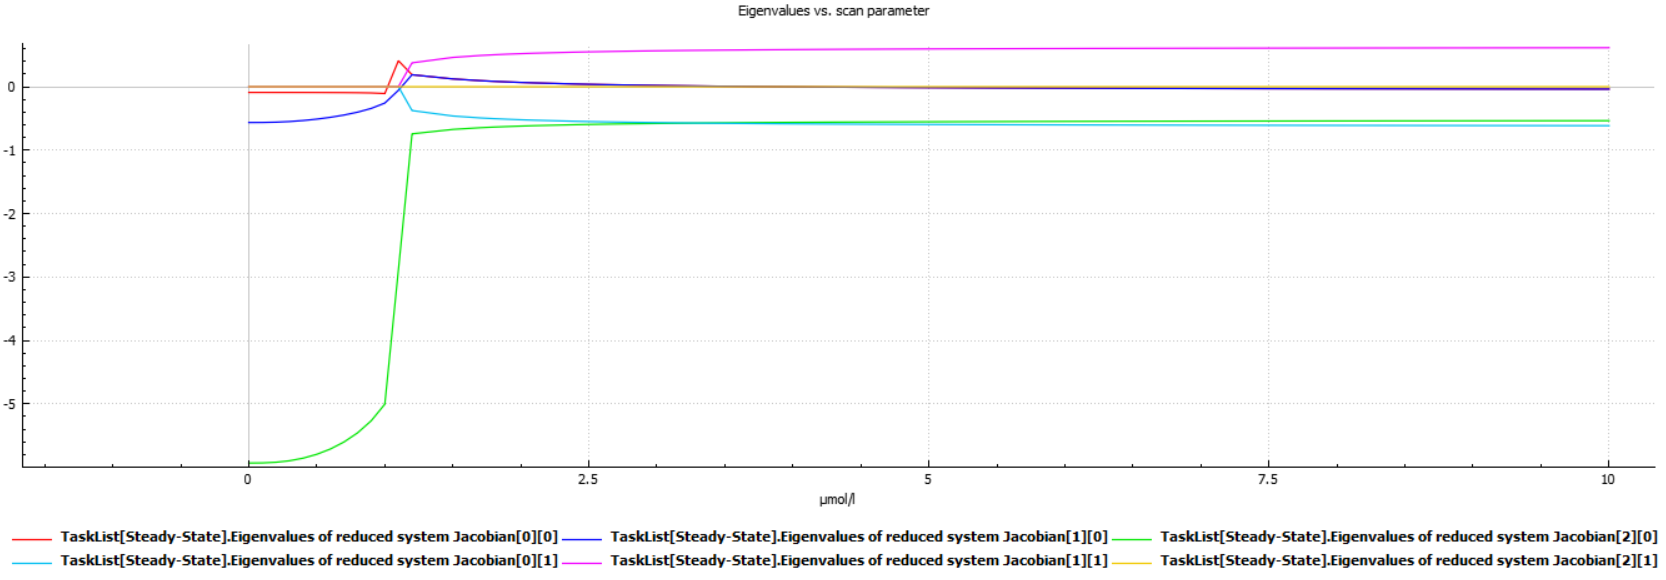 Eigenvalues vs. scan parameter
0
-1
-2
-3
-4
-5
0 2.5 5 7.5 10
µmol/l
TaskList[Steady-State].Eigenvalues of reduced system Jacobian[0][0] TaskList[Steady-State].Eigenvalues of reduced system Jacobian[1][0] TaskList[Steady-State].Eigenvalues of reduced system Jacobian[2][0]
TaskList[Steady-State].Eigenvalues of reduced system Jacobian[0][1] TaskList[Steady-State].Eigenvalues of reduced system Jacobian[1][1] TaskList[Steady-State].Eigenvalues of reduced system Jacobian[2][1]